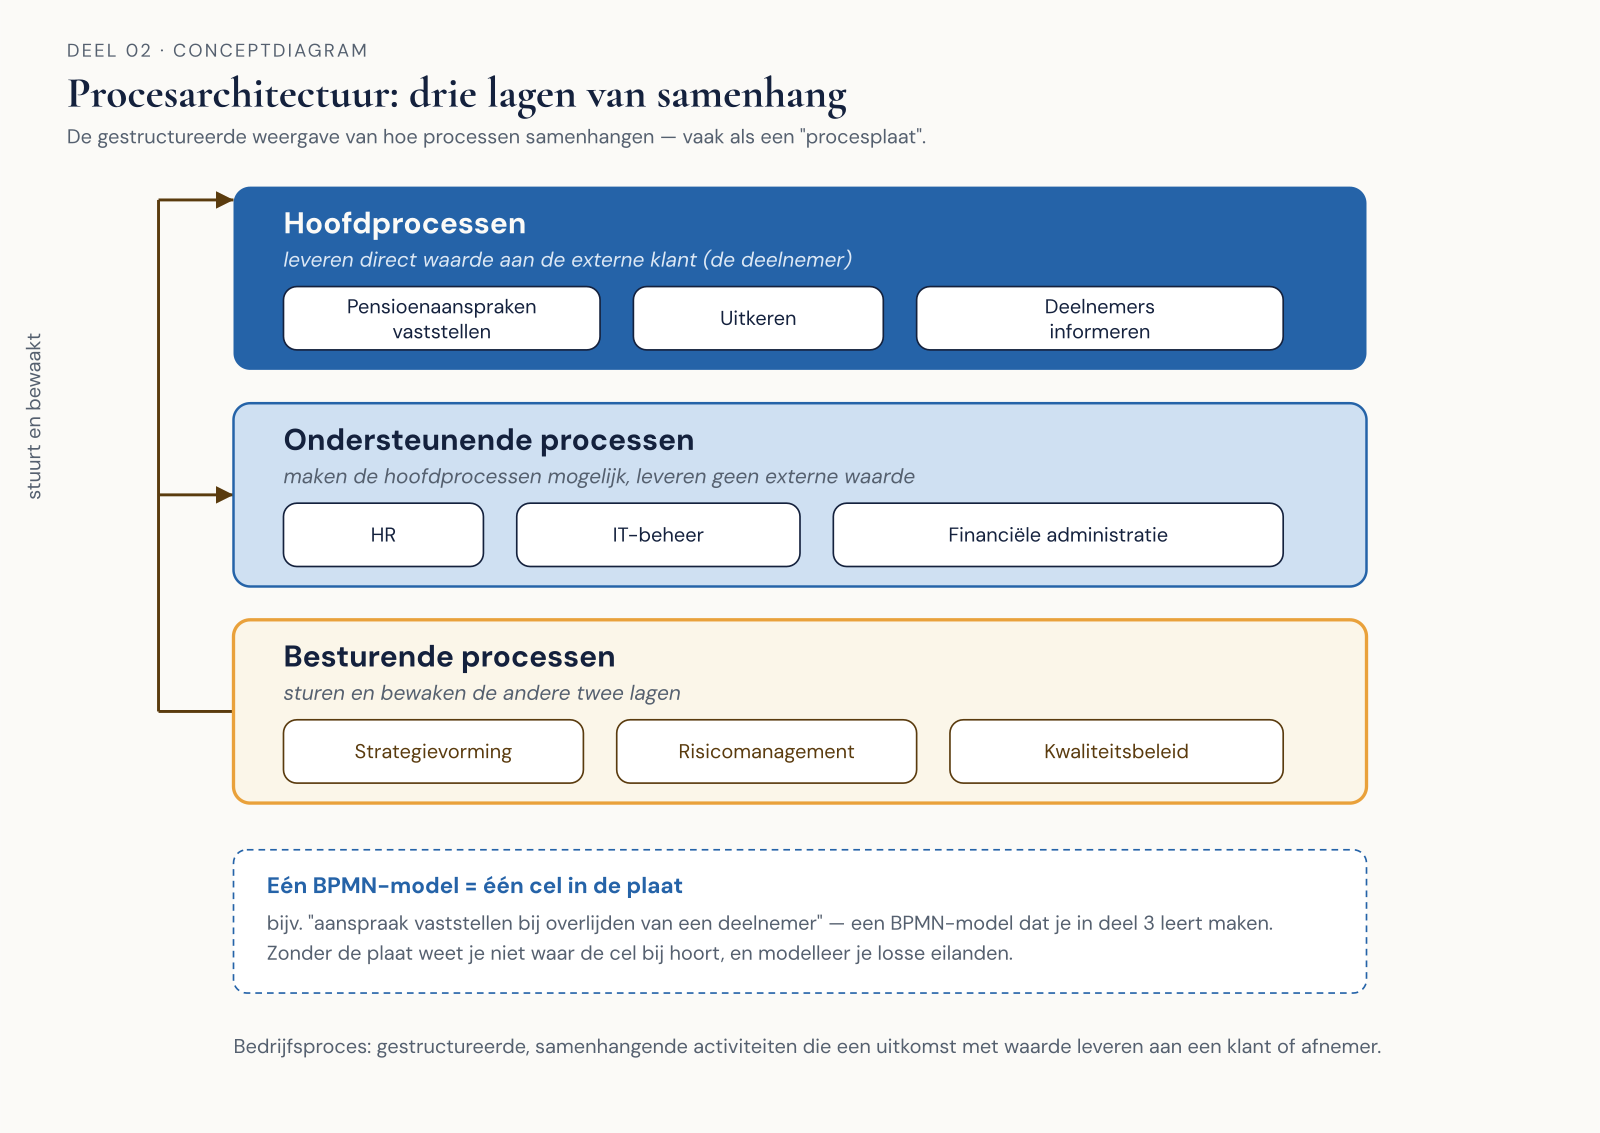 DEEL 02 · CONCEPTDIAGRAM
Procesarchitectuur: drie lagen van samenhang
De gestructureerde weergave van hoe processen samenhangen — vaak als een "procesplaat".
stuurt en bewaakt
Hoofdprocessen
leveren direct waarde aan de externe klant (de deelnemer)
Pensioenaanspraken
vaststellen
Uitkeren
Deelnemers
informeren
Ondersteunende processen
maken de hoofdprocessen mogelijk, leveren geen externe waarde
HR
IT-beheer
Financiële administratie
Besturende processen
sturen en bewaken de andere twee lagen
Strategievorming
Risicomanagement
Kwaliteitsbeleid
Eén BPMN-model = één cel in de plaat
bijv. "aanspraak vaststellen bij overlijden van een deelnemer" — een BPMN-model dat je in deel 3 leert maken.
Zonder de plaat weet je niet waar de cel bij hoort, en modelleer je losse eilanden.
Bedrijfsproces: gestructureerde, samenhangende activiteiten die een uitkomst met waarde leveren aan een klant of afnemer.